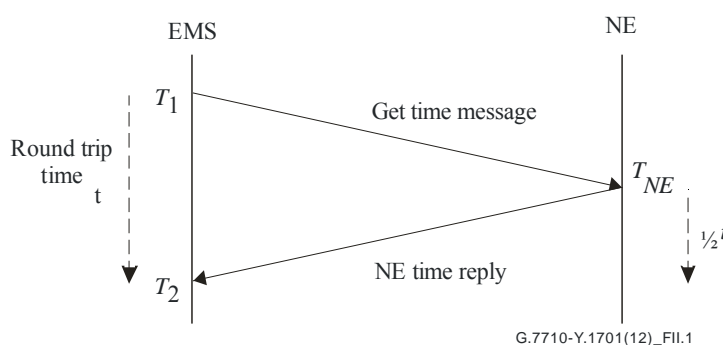 EMS
NE
T1
Get time message
Round trip
time
t
TNE
½
NE time reply
T2
G.7710-Y.1701(12)_FII.1